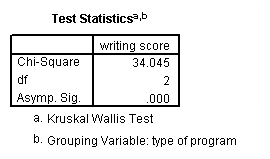 Test Statisticsa,b
writing score
Chi-Square 34.045
df 2
Asymp. Sig. .000
a. Kruskal Wallis Test
b. Grouping Variable: type of program